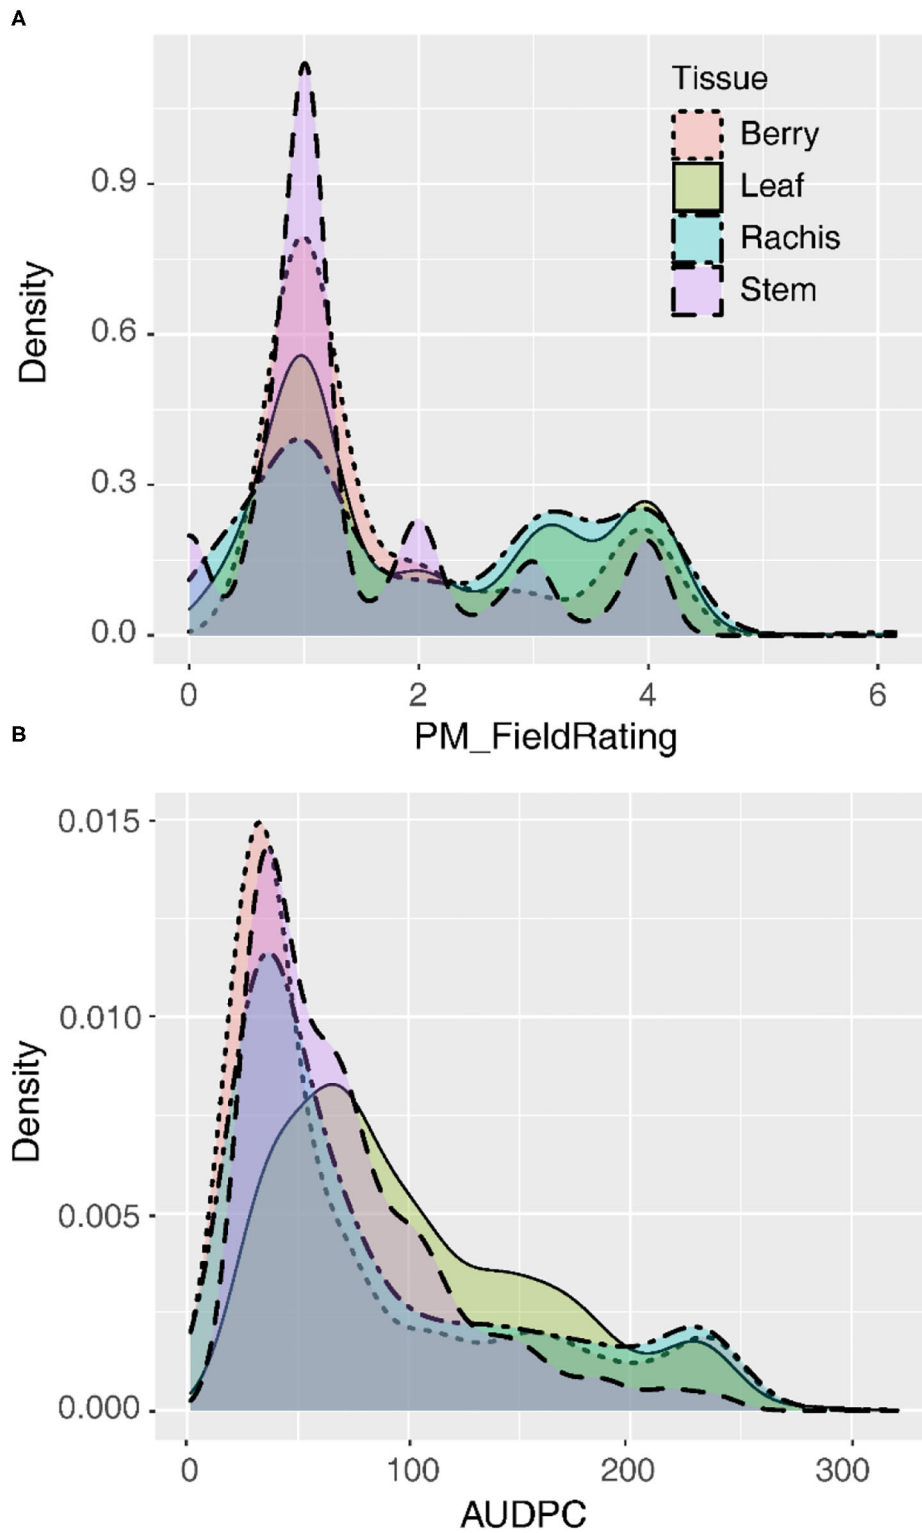 A
Tissue
Berry
Leaf
Rachis
Stem
Density
0.9
0.6
0.3
0.0
0 2 4 6
PM_FieldRating
B
Density
0.015
0.010
0.005
0.000
0 100 200 300
AUDPC